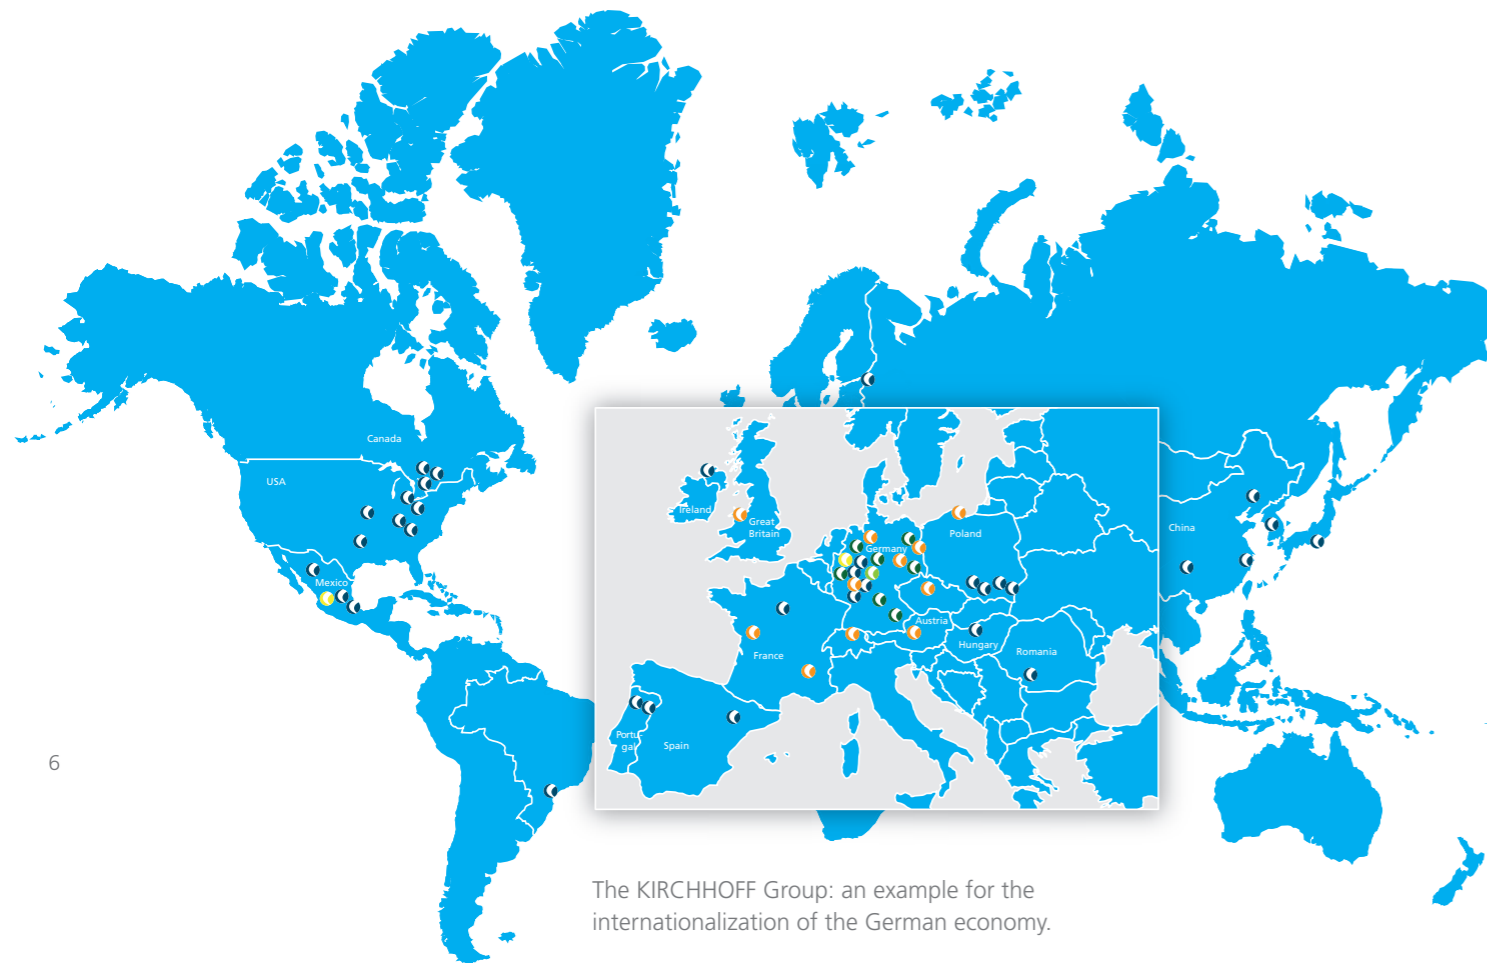 Canada
USA
Mexico
Ireland
Great
Britain
Germany
Poland
China
Austria
Hungary
Romania
France
Portu-
gal
Spain
6
The KIRCHHOFF Group: an example for the
internationalization of the German economy.